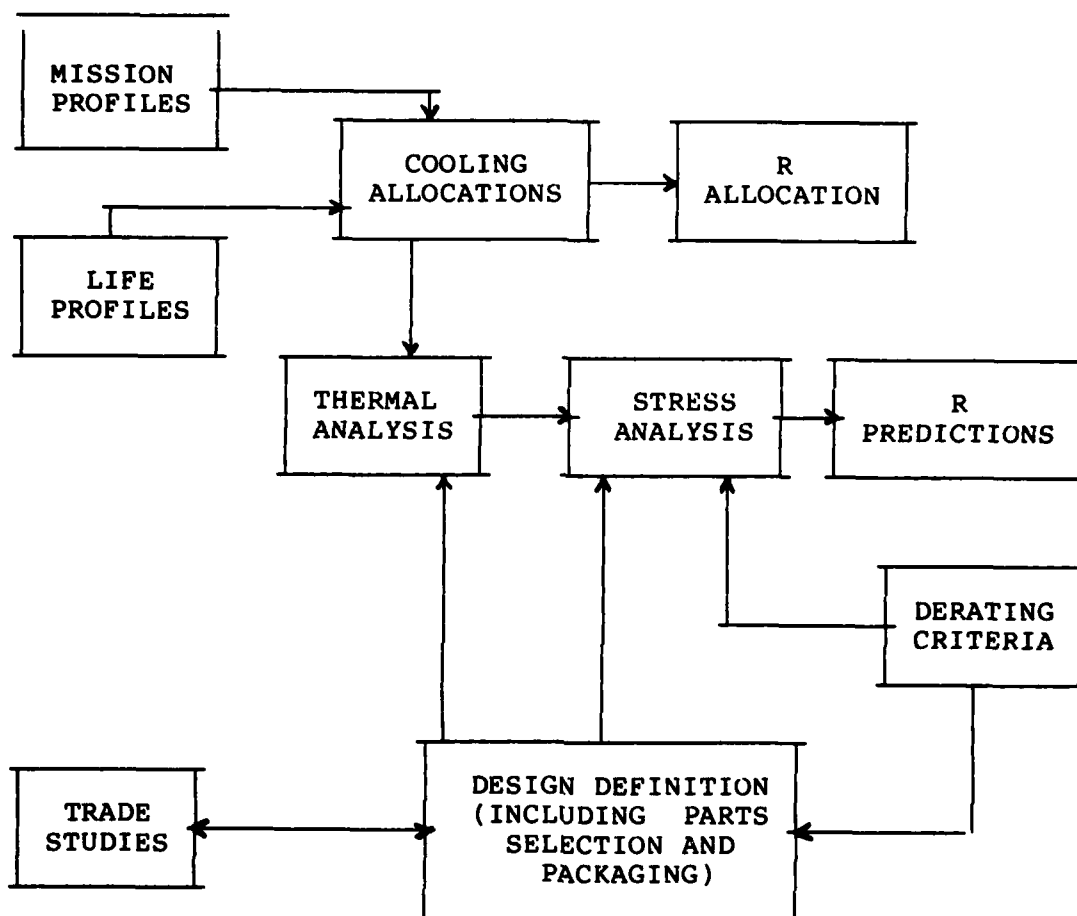 MISSION
PROFILES
COOLING
ALLOCATIONS
R
ALLOCATION
LIFE
PROFILES
THERMAL
ANALYSIS
STRESS
ANALYSIS
R
PREDICTIONS
DERATING
CRITERIA
TRADE
STUDIES
DESIGN DEFINITION
(INCLUDING PARTS
SELECTION AND
PACKAGING)